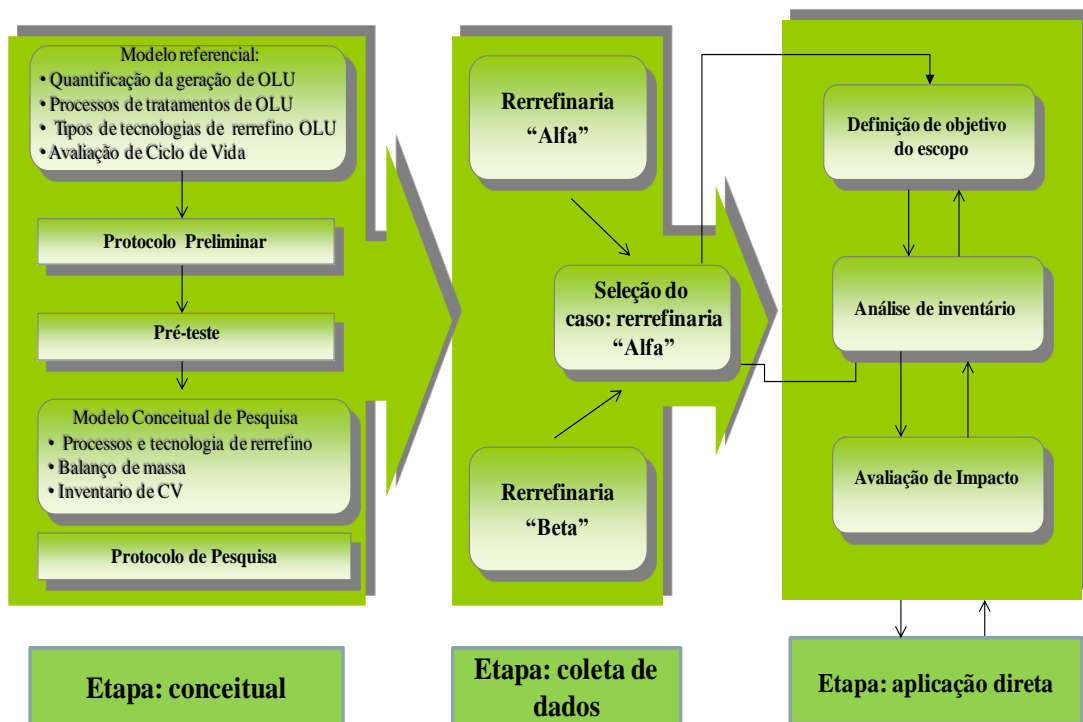 Modelo referencial:
• Quantificação da geração de OLU
• Processos de tratamentos de OLU
• Tipos de tecnologias de rerrefino OLU
• Avaliação de Ciclo de Vida
Protocolo Preliminar
Pré-teste
Modelo Conceitual de Pesquisa
• Processos e tecnologia de rerrefino
• Balanço de massa
• Inventario de CV
Protocolo de Pesquisa
Etapa: conceitual
Rerrefinaria
“Alfa”
Seleção do
caso: rerrefinaria
“Alfa”
Rerrefinaria
“Beta”
Etapa: coleta de
dados
Definição de objetivo
do escopo
Análise de inventário
Avaliação de Impacto
Etapa: aplicação direta